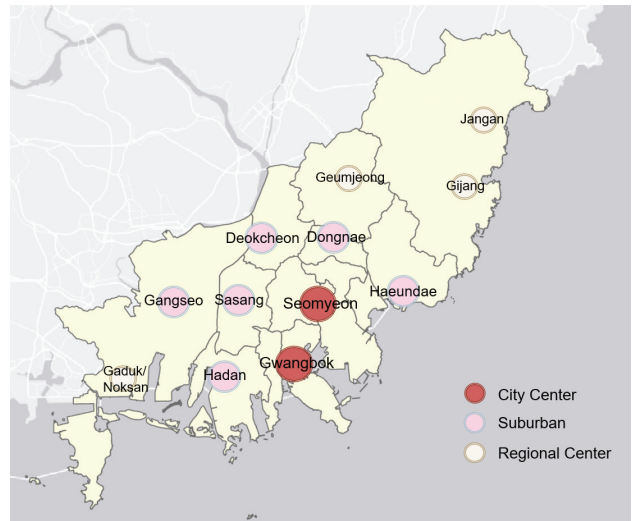 Jangan
Geumjeong
Gijang
Deokcheon
Dongnae
Gangseo
Sasang
Seomyeon
Haeundae
Gaduk/
Noksan
Hadan
Gwangbok
City Center
Suburban
Regional Center